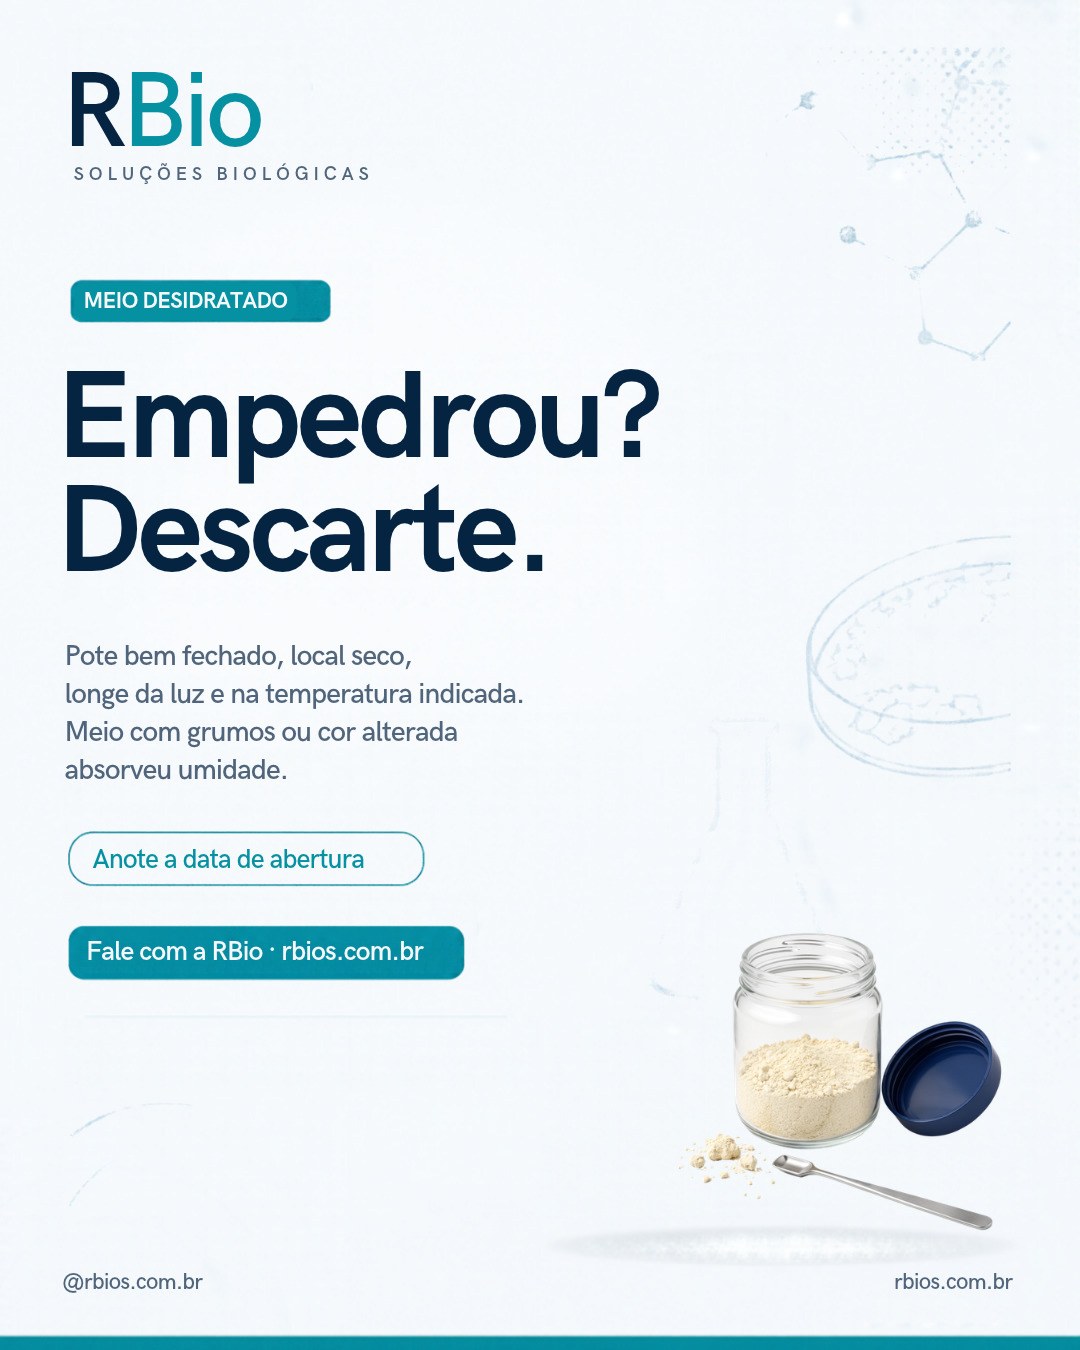 RBio
SOLUÇÕES BIOLÓGICAS
MEIO DESIDRATADO
Empedrou?
Descarte.
Pote bem fechado, local seco,
longe da luz e na temperatura indicada.
Meio com grumos ou cor alterada
absorveu umidade.
Anote a data de abertura
Fale com a RBio · rbios.com.br
@rbios.com.br
rbios.com.br